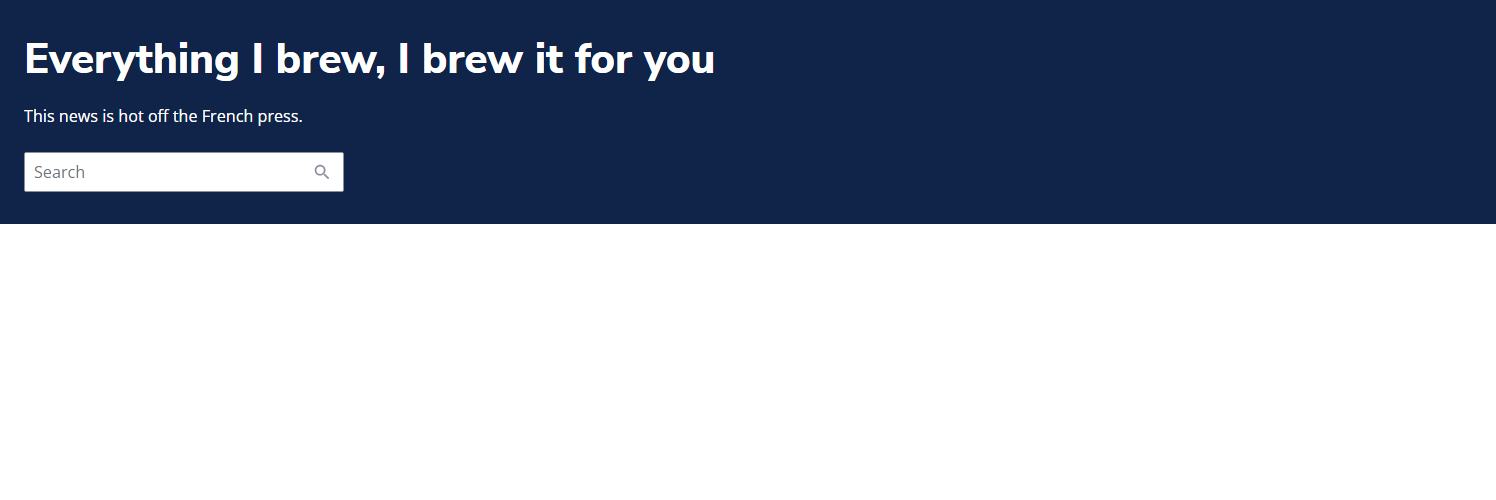 Everything I brew, I brew it for you
This news is hot off the French press.
Search